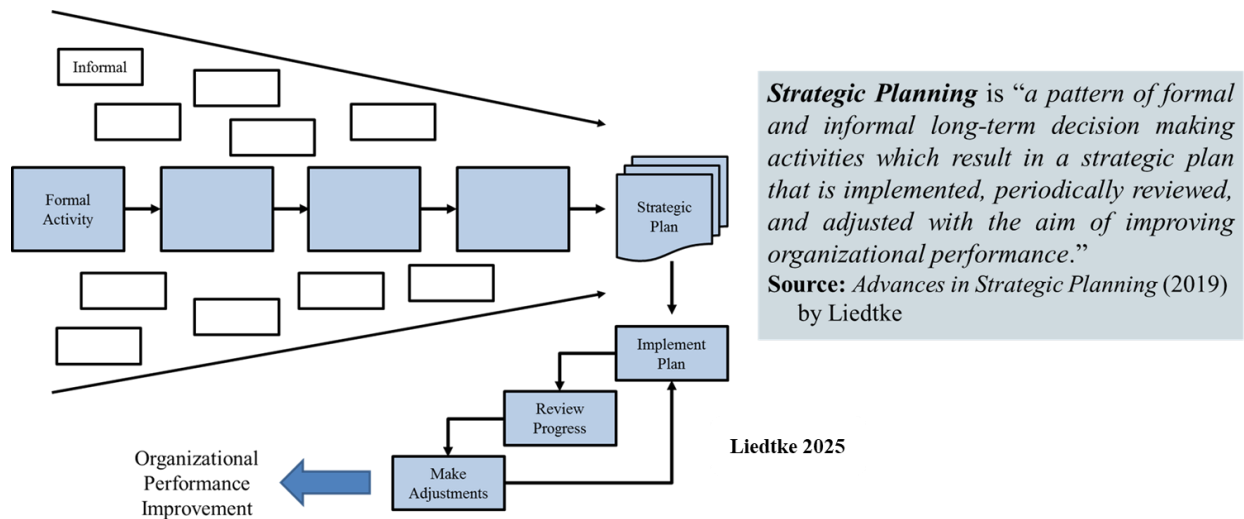 Informal
Formal
Activity
Strategic
Plan
Implement
Plan
Review
Progress
Make
Adjustments
Organizational
Performance
Improvement
Strategic Planning is “a pattern of formal
and informal long-term decision making
activities which result in a strategic plan
that is implemented, periodically reviewed,
and adjusted with the aim of improving
organizational performance.”
Source: Advances in Strategic Planning (2019)
by Liedtke
Liedtke 2025